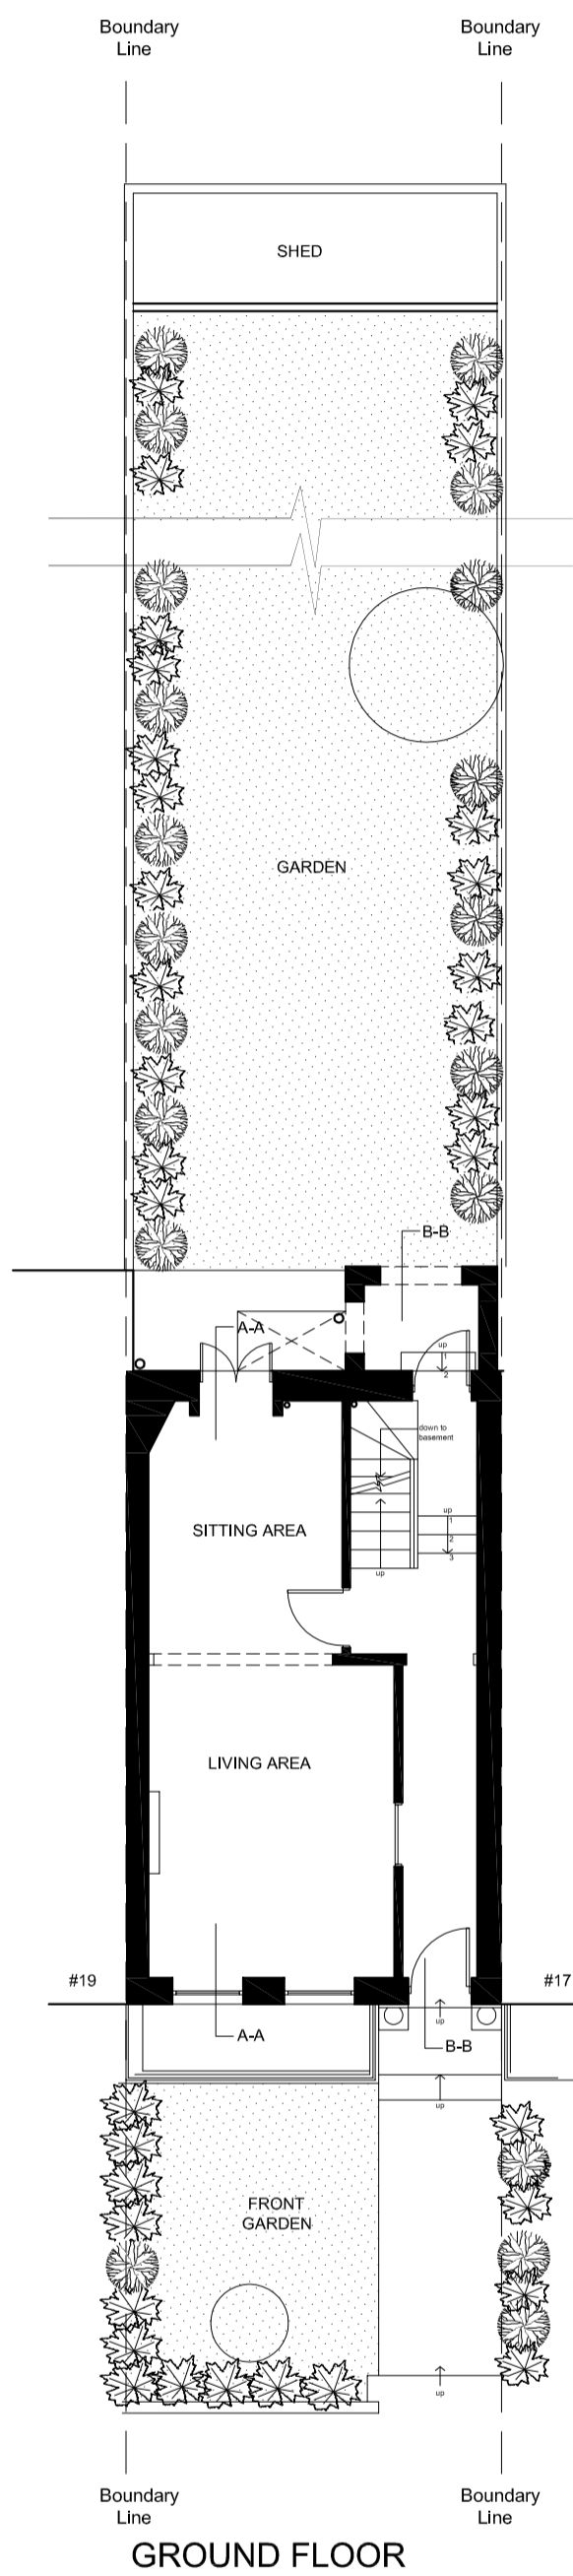 Boundary
Line
Boundary
Line
SHED
GARDEN
B-B
A-A
up
1
2
down to
basement
up
1
2
3
SITTING AREA
up
LIVING AREA
#19
#17
up
A-A
B-B
up
FRONT
GARDEN
up
Boundary
Line
Boundary
Line
GROUND FLOOR